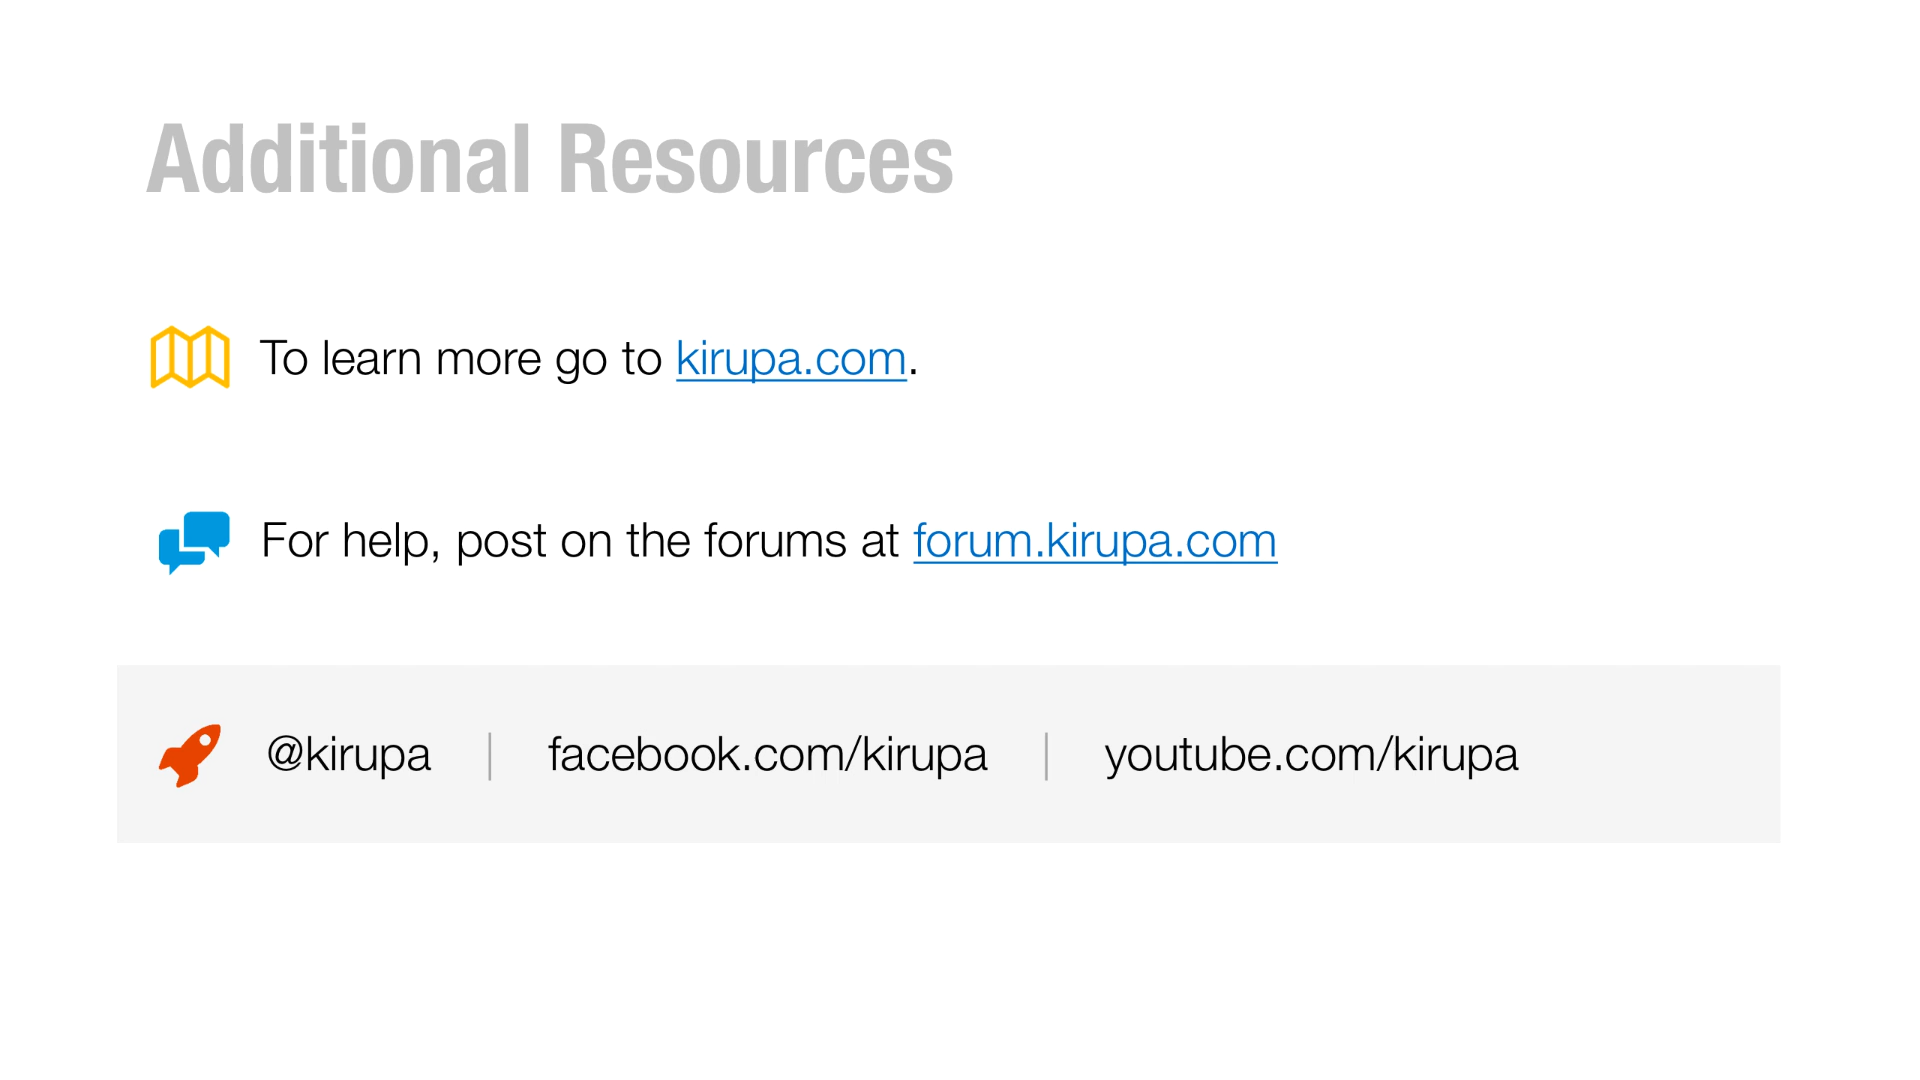 Additional Resources
To learn more go to kirupa.com.
For help, post on the forums at forum.kirupa.com
@kirupa | facebook.com/kirupa | youtube.com/kirupa